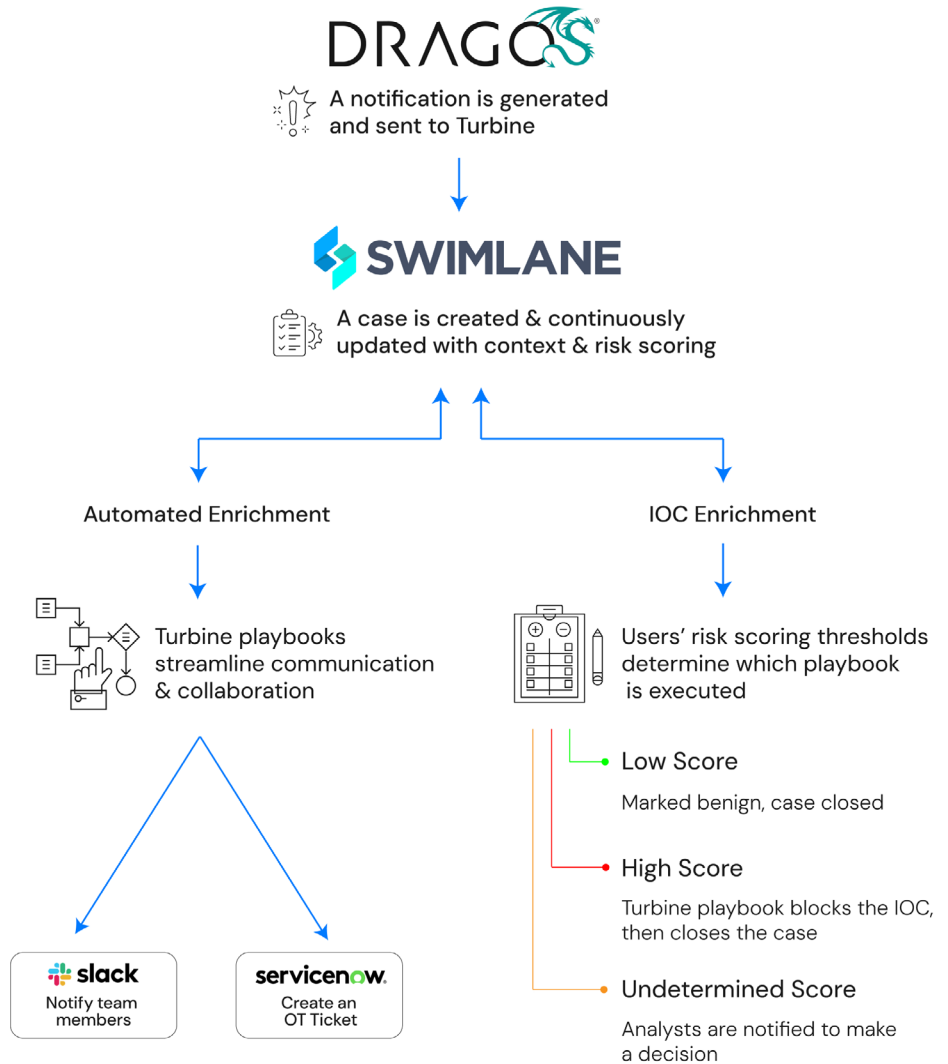 DRAGOS®
A notification is generated
and sent to Turbine
SWIMLANE
A case is created & continuously
updated with context & risk scoring
Automated Enrichment
IOC Enrichment
Turbine playbooks
streamline communication
& collaboration
Users’ risk scoring thresholds
determine which playbook
is executed
Low Score
Marked benign, case closed
High Score
Turbine playbook blocks the IOC,
then closes the case
slack
Notify team
members
servicenow.
Create an
OT Ticket
Undetermined Score
Analysts are notified to make
a decision